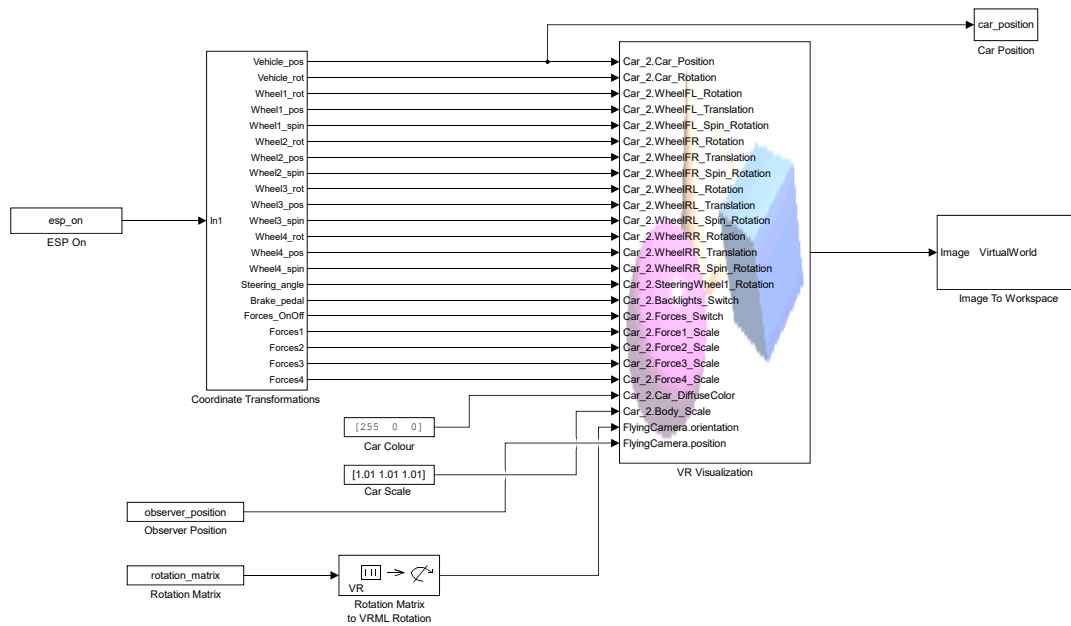 car_position
Car Position
Vehicle_pos
Vehicle_rot
Wheel1_rot
Wheel1_pos
Wheel1_spin
Wheel2_rot
Wheel2_pos
Wheel2_spin
Wheel3_rot
Wheel3_pos
Wheel3_spin
Wheel4_rot
Wheel4_pos
Wheel4_spin
Steering_angle
Brake_pedal
Forces_OnOff
Forces1
Forces2
Forces3
Forces4
In1
Coordinate Transformations
esp_on
ESP On
Car_2.Car_Position
Car_2.Car_Rotation
Car_2.WheelFL_Rotation
Car_2.WheelFL_Translation
Car_2.WheelFL_Spin_Rotation
Car_2.WheelFR_Rotation
Car_2.WheelFR_Translation
Car_2.WheelFR_Spin_Rotation
Car_2.WheelRL_Rotation
Car_2.WheelRL_Translation
Car_2.WheelRL_Spin_Rotation
Car_2.WheelRR_Rotation
Car_2.WheelRR_Translation
Car_2.WheelRR_Spin_Rotation
Car_2.SteeringWheel1_Rotation
Car_2.Backlights_Switch
Car_2.Forces_Switch
Car_2.Force1_Scale
Car_2.Force2_Scale
Car_2.Force3_Scale
Car_2.Force4_Scale
Car_2.Car_DiffuseColor
Car_2.Body_Scale
FlyingCamera.orientation
FlyingCamera.position
VR Visualization
Image VirtualWorld
Image To Workspace
[255 0 0]
Car Colour
[1.01 1.01 1.01]
Car Scale
observer_position
Observer Position
rotation_matrix
Rotation Matrix
VR
Rotation Matrix
to VRML Rotation